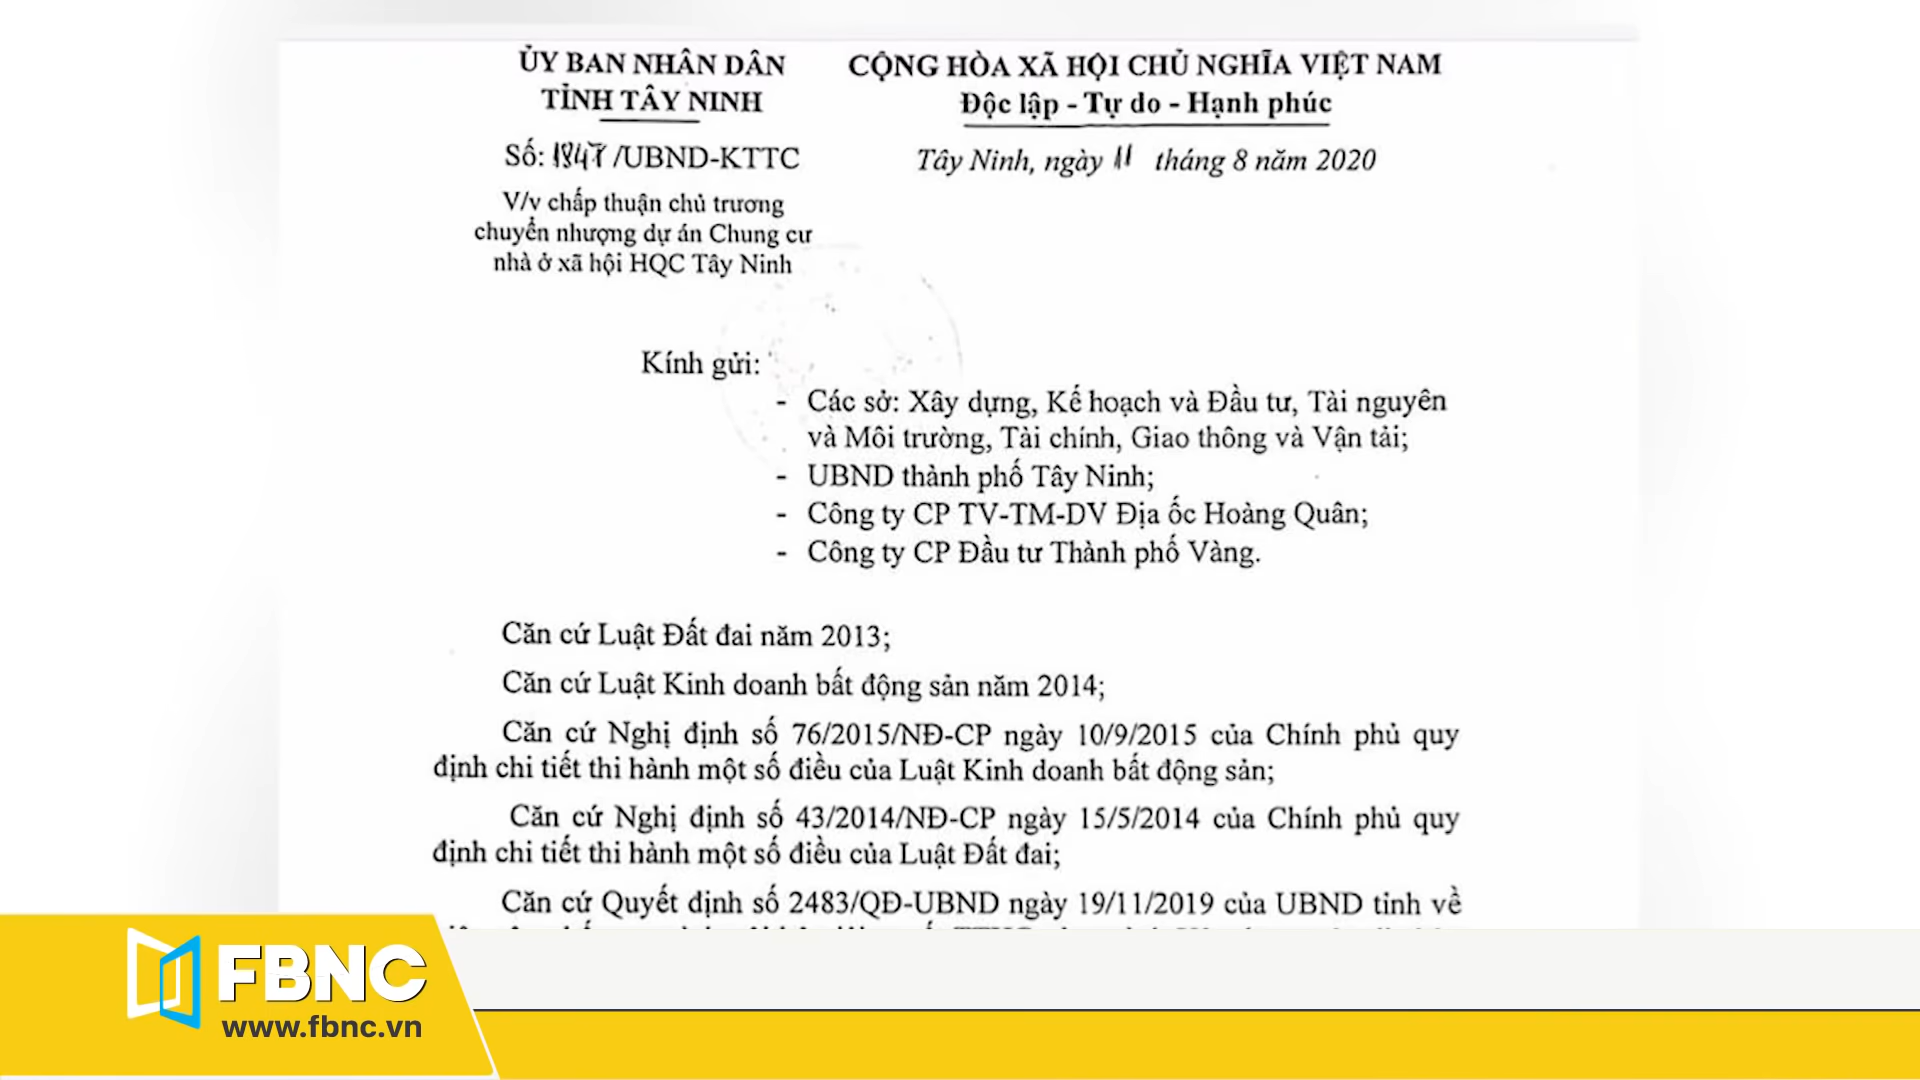 ỦY BAN NHÂN DÂN
TỈNH TÂY NINH
CỘNG HÒA XÃ HỘI CHỦ NGHĨA VIỆT NAM
Độc lập - Tự do - Hạnh phúc
Số: 1847/UBND-KTTC
Tây Ninh, ngày 11 tháng 8 năm 2020
V/v chấp thuận chủ trương
chuyển nhượng dự án Chung cư
nhà ở xã hội HQC Tây Ninh
Kính gửi:
- Các sở: Xây dựng, Kế hoạch và Đầu tư, Tài nguyên
và Môi trường, Tài chính, Giao thông và Vận tải;
- UBND thành phố Tây Ninh;
- Công ty CP TV-TM-DV Địa ốc Hoàng Quân;
- Công ty CP Đầu tư Thành phố Vàng.
Căn cứ Luật Đất đai năm 2013;
Căn cứ Luật Kinh doanh bất động sản năm 2014;
Căn cứ Nghị định số 76/2015/NĐ-CP ngày 10/9/2015 của Chính phủ quy
định chi tiết thi hành một số điều của Luật Kinh doanh bất động sản;
Căn cứ Nghị định số 43/2014/NĐ-CP ngày 15/5/2014 của Chính phủ quy
định chi tiết thi hành một số điều của Luật Đất đai;
Căn cứ Quyết định số 2483/QĐ-UBND ngày 19/11/2019 của UBND tỉnh về
FBNC
www.fbnc.vn